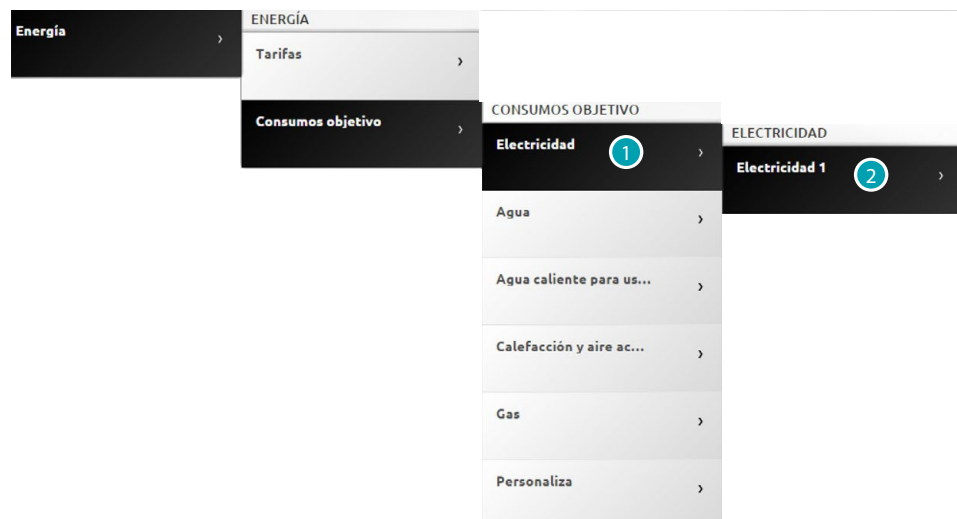 Energía
ENERGÍA
Tarifas
Consumos objetivo
CONSUMOS OBJETIVO
Electricidad 1
Agua
Agua caliente para us...
Calefacción y aire ac...
Gas
Personaliza
ELECTRICIDAD
Electricidad 1 2